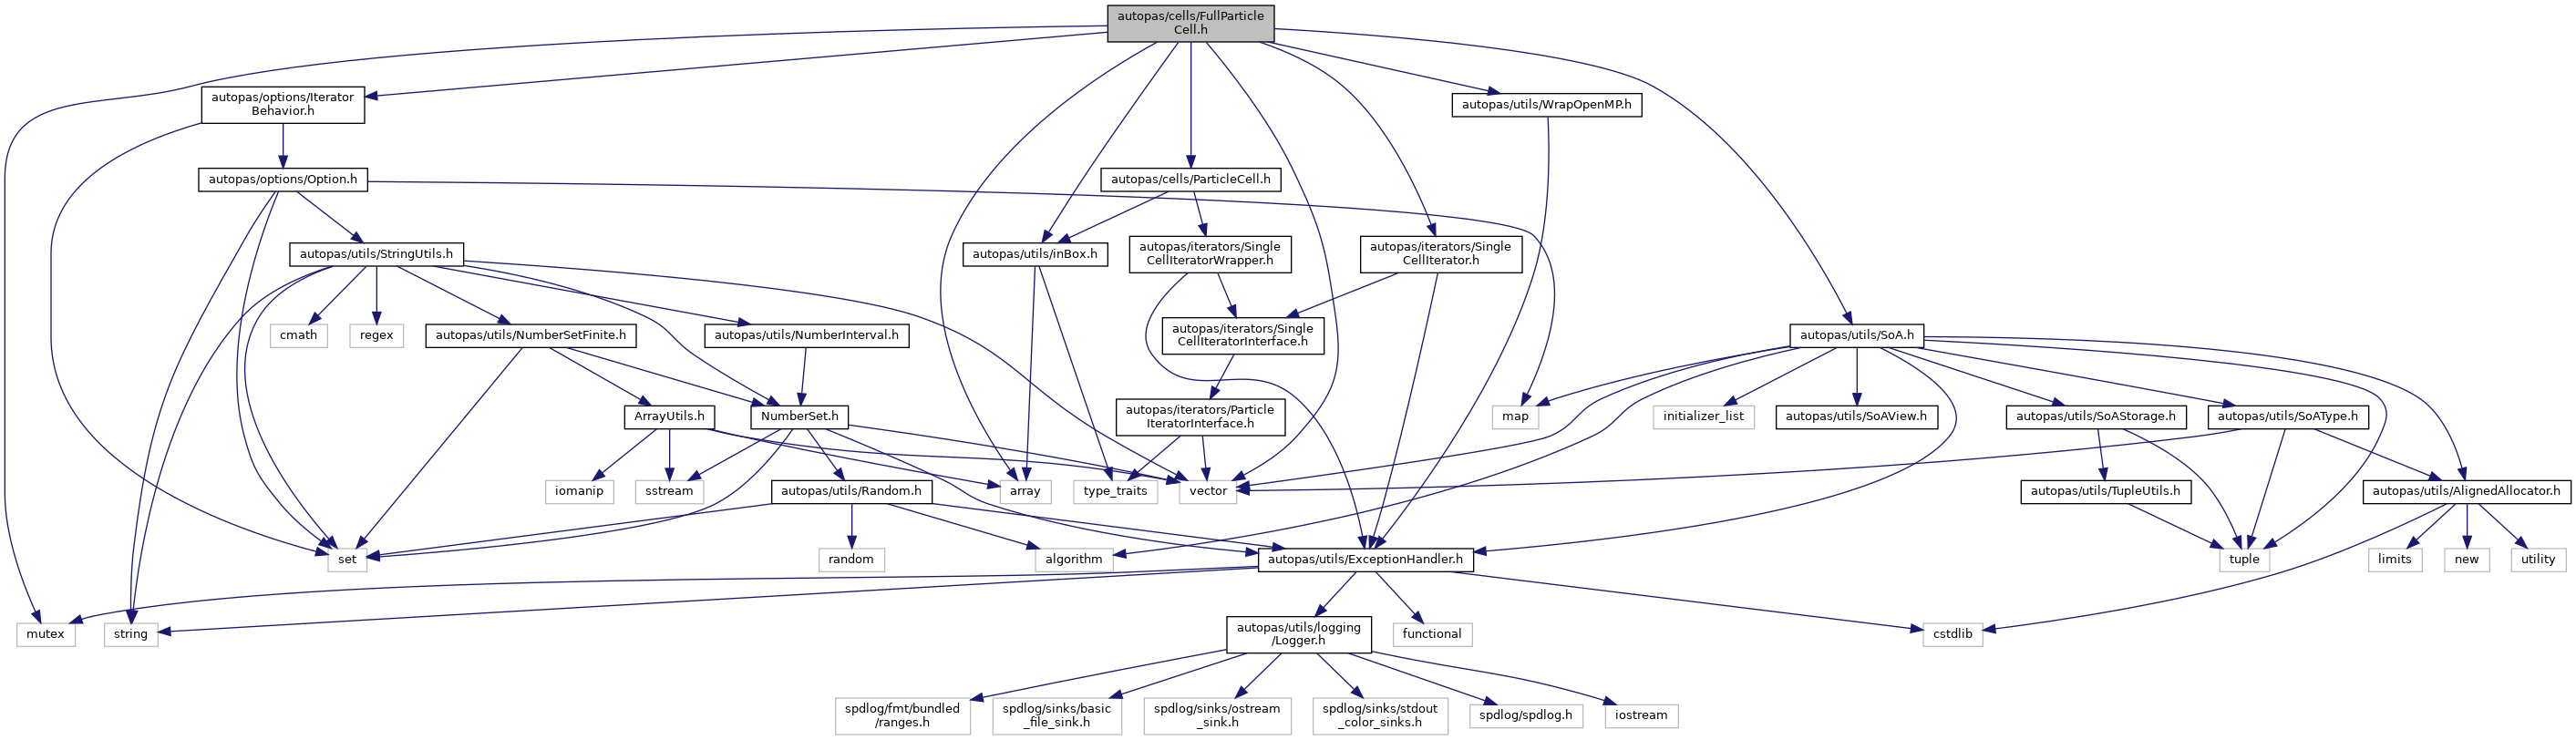 autopas/cells/FullParticle
Cell.h
autopas/options/Iterator
Behavior.h
autopas/utils/WrapOpenMP.h
autopas/options/Option.h
autopas/cells/ParticleCell.h
autopas/utils/StringUtils.h
autopas/utils/inBox.h
autopas/iterators/Single
CellIteratorWrapper.h
autopas/iterators/Single
CellIterator.h
cmath
regex
autopas/utils/NumberSetFinite.h
autopas/utils/NumberInterval.h
autopas/iterators/Single
CellIteratorInterface.h
autopas/utils/SoA.h
ArrayUtils.h
NumberSet.h
autopas/iterators/Particle
IteratorInterface.h
map
initializer_list
autopas/utils/SoAView.h
autopas/utils/SoAStorage.h
autopas/utils/SoAType.h
iomanip
sstream
autopas/utils/Random.h
array
type_traits
vector
autopas/utils/TupleUtils.h
autopas/utils/AlignedAllocator.h
set
random
algorithm
autopas/utils/ExceptionHandler.h
tuple
limits
new
utility
mutex
string
autopas/utils/logging
/Logger.h
functional
cstdlib
spdlog/fmt/bundled
/ranges.h
spdlog/sinks/basic
_file_sink.h
spdlog/sinks/ostream
_sink.h
spdlog/sinks/stdout
_color_sinks.h
spdlog/spdlog.h
iostream